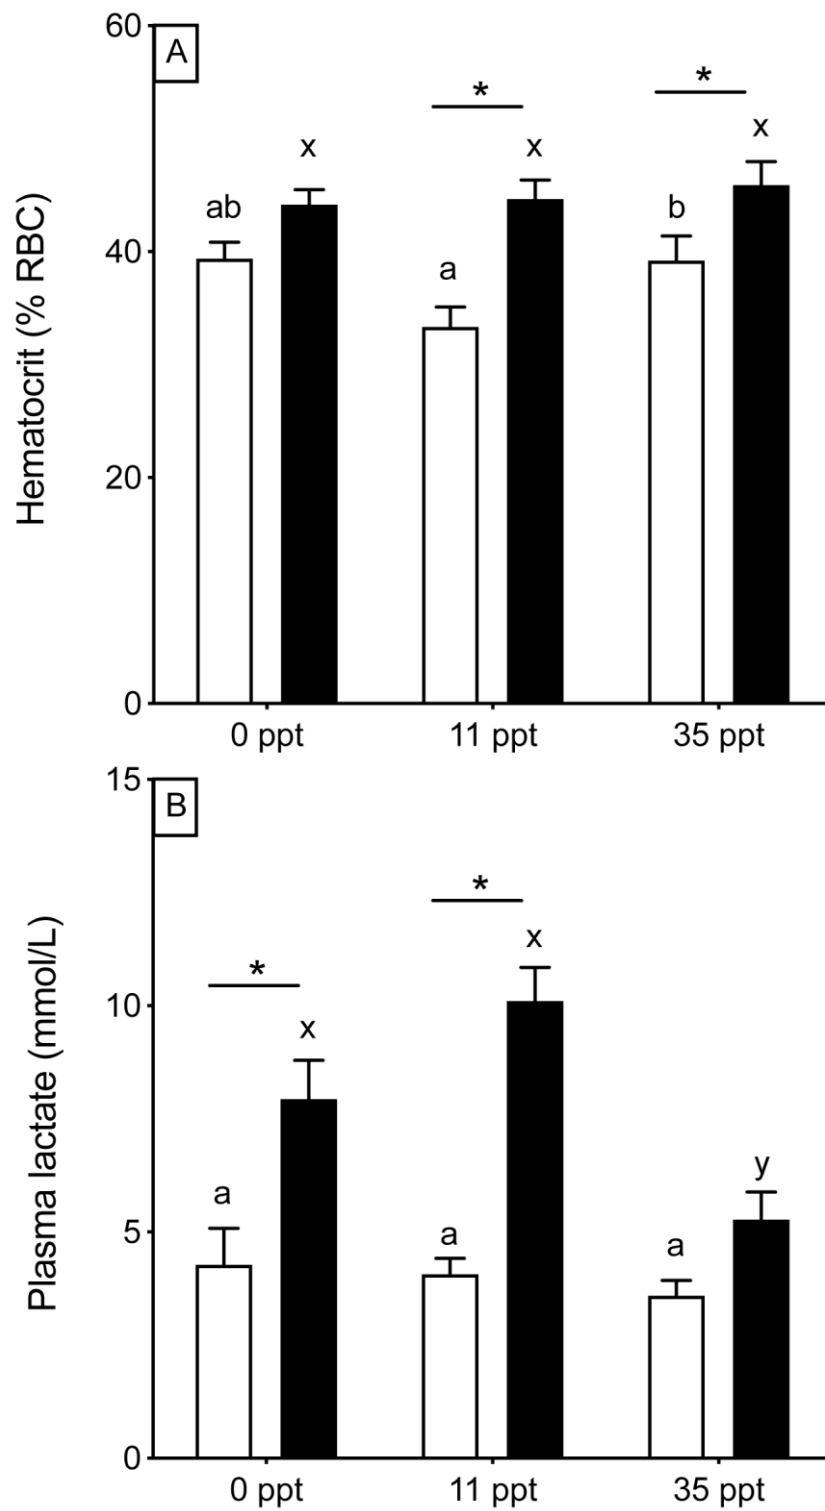 60
A
*
*
x
x
x
ab
b
40
a
Hematocrit (% RBC)
20
0
0 ppt
11 ppt
35 ppt
15
B
*
x
*
10
x
Plasma lactate (mmol/L)
y
a
a
a
5
0
0 ppt
11 ppt
35 ppt